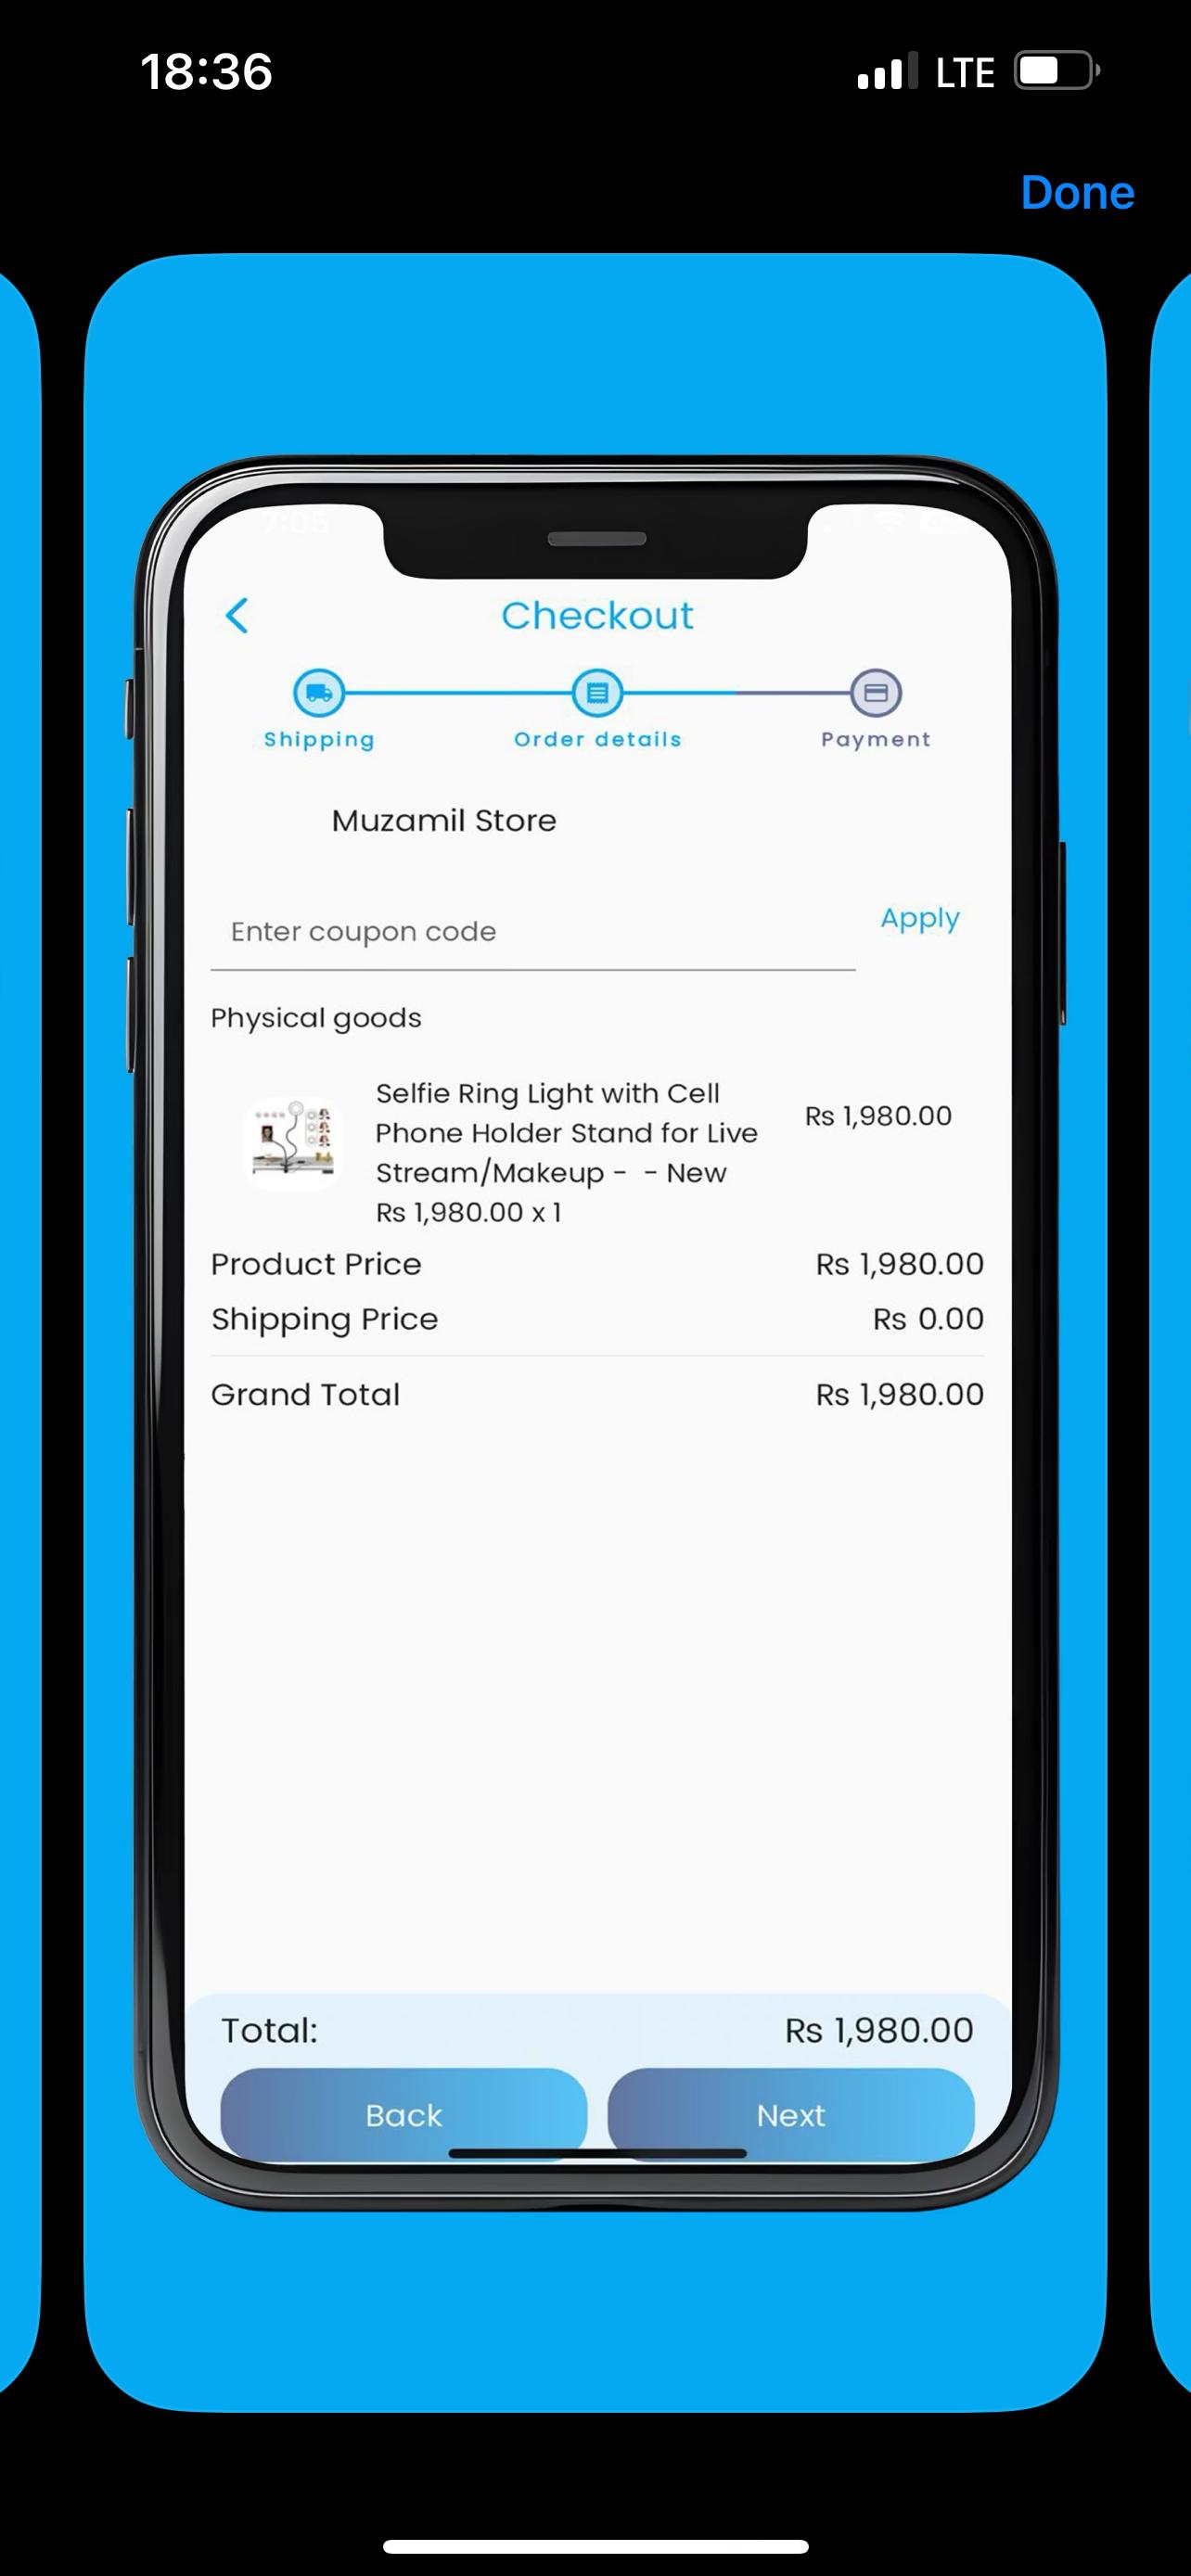 18:36
LTE
Done
Checkout
Shipping
Order details
Payment
Muzamil Store
Enter coupon code
Apply
Physical goods
Selfie Ring Light with Cell
Phone Holder Stand for Live
Stream/Makeup -  - New
Rs 1,980.00 x 1
Rs 1,980.00
Product Price
Rs 1,980.00
Shipping Price
Rs 0.00
Grand Total
Rs 1,980.00
Total:
Rs 1,980.00
Back
Next